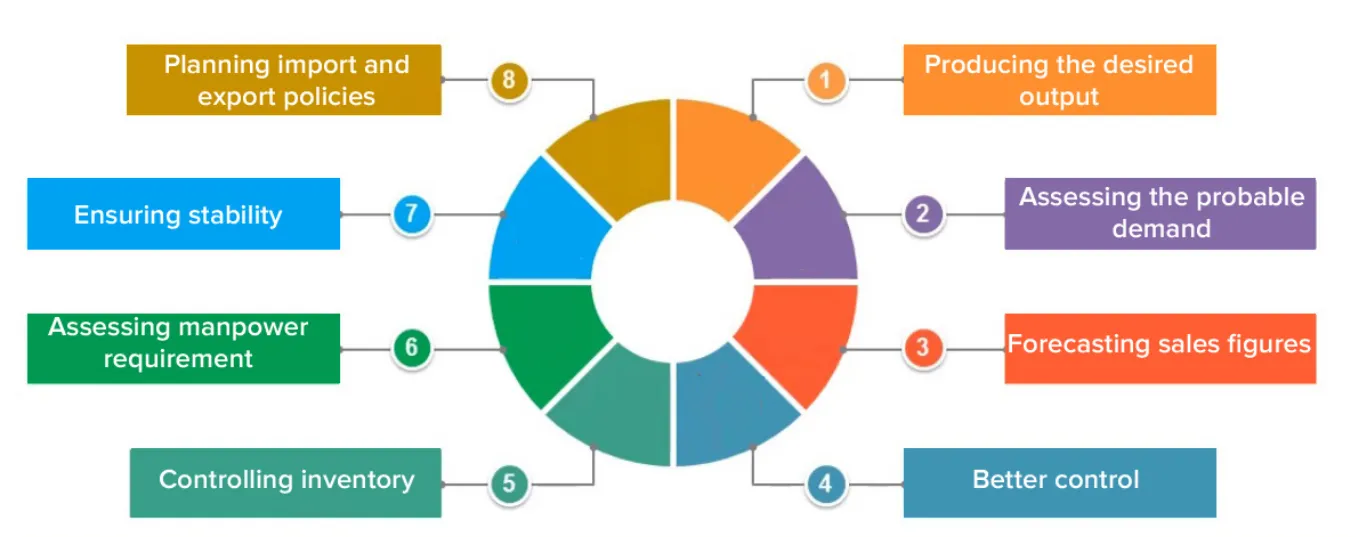 1
Producing the desired
output
2
Assessing the probable
demand
3
Forecasting sales figures
4
Better control
5
Controlling inventory
6
Assessing manpower
requirement
7
Ensuring stability
8
Planning import and
export policies